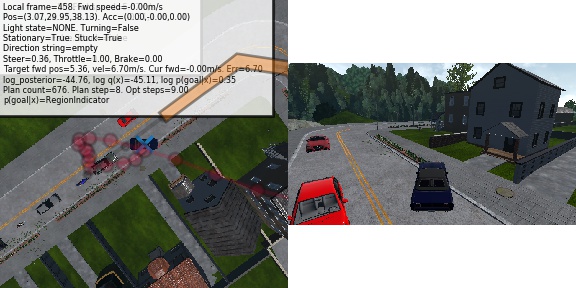 Local frame=458. Fwd speed=-0.00m/s
Pos=(3.07,29.95,38.13). Acc=(0.00,-0.00,0.00)
Light state=NONE. Turning=False
Stationary=True. Stuck=True
Direction string=empty
Steer=0.36, Throttle=1.00, Brake=0.00
Target fwd pos=5.36, vel=6.70m/s. Cur fwd=-0.00m/s. Err=6.70
log_posterior=-44.76, log q(x)=-45.11, log p(goal|x)=0.35
Plan count=676. Plan step=8. Opt steps=9.00
p(goal|x)=RegionIndicator